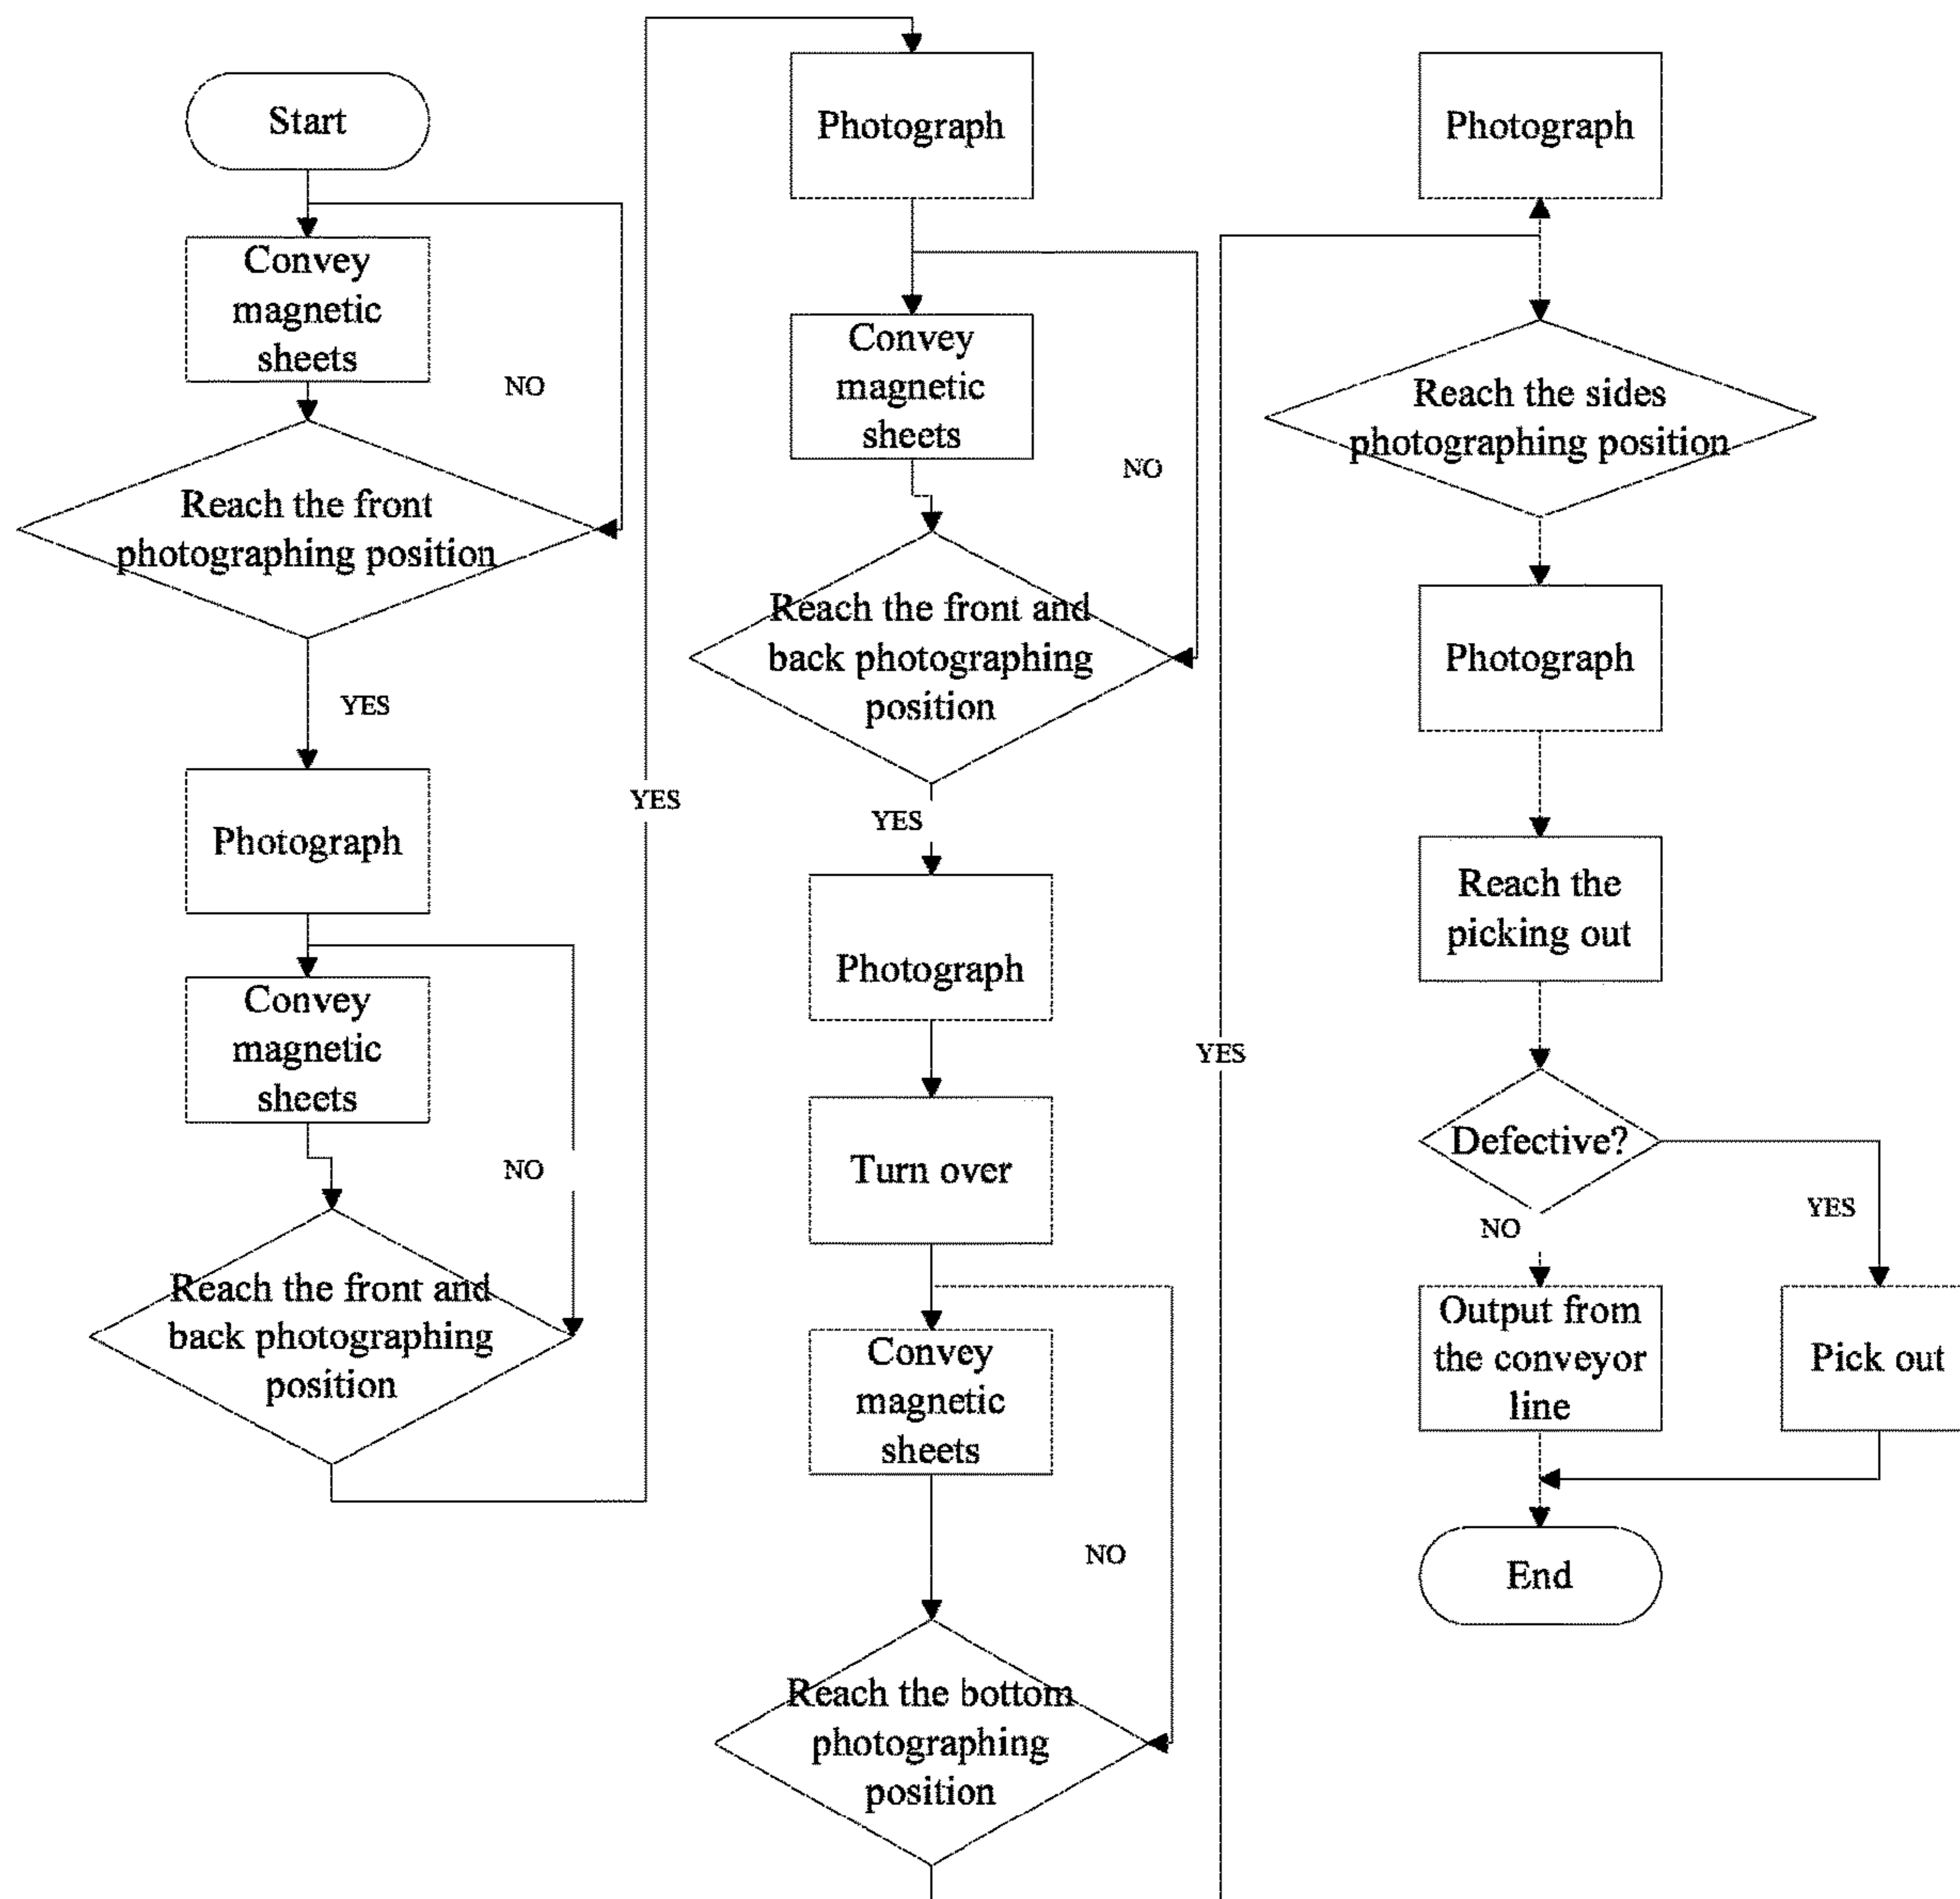 Start
Convey
magnetic
sheets
NO
Reach the front
photographing position
YES
Photograph
Convey
magnetic
sheets
NO
Reach the front and
back photographing
position
YES
Photograph
Convey
magnetic
sheets
NO
Reach the front and
back photographing
position
YES
Photograph
Turn over
Convey
magnetic
sheets
NO
Reach the bottom
photographing
position
YES
Photograph
Reach the sides
photographing position
Photograph
Reach the
picking out
Defective?
NO
YES
Output from
the conveyor
line
Pick out
End